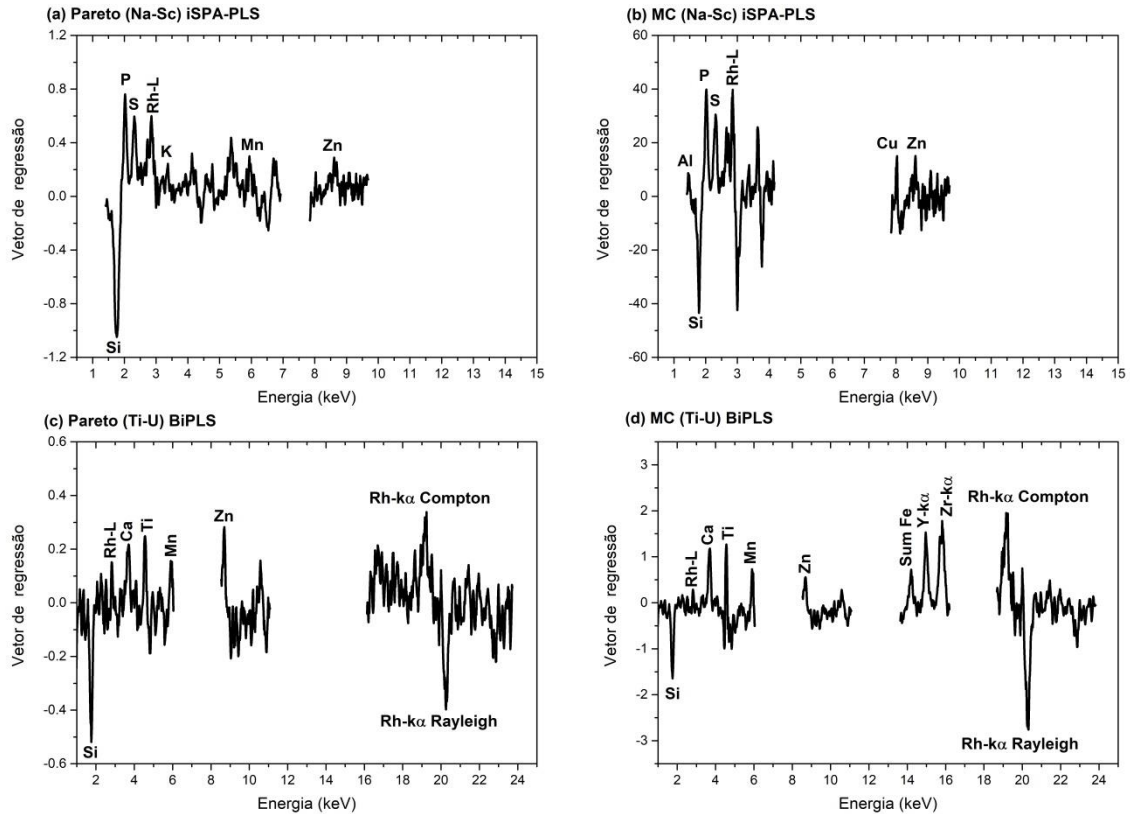 (a) Pareto (Na-Sc) iSPA-PLS
1.2
0.8
0.4
0.0
-0.4
-0.8
-1.2
Vetor de regressão
P
S
Rh-L
K
Mn
Zn
Si
1 2 3 4 5 6 7 8 9 10 11 12 13 14 15
Energia (keV)
(b) MC (Na-Sc) iSPA-PLS
60
40
20
0
-20
-40
-60
Vetor de regressão
Al
P
S
Rh-L
Cu
Zn
Si
1 2 3 4 5 6 7 8 9 10 11 12 13 14 15
Energia (keV)
(c) Pareto (Ti-U) BiPLS
0.6
0.4
0.2
0.0
-0.2
-0.4
-0.6
Vetor de regressão
Rh-L
Ca
Ti
Mn
Zn
Rh-kα Compton
Rh-kα Rayleigh
Si
2 4 6 8 10 12 14 16 18 20 22 24
Energia (keV)
(d) MC (Ti-U) BiPLS
3
2
1
0
-1
-2
-3
Vetor de regressão
Rh-L
Ca
Ti
Mn
Zn
Sum Fe
Y-kα
Zr-kα
Rh-kα Compton
Rh-kα Rayleigh
Si
2 4 6 8 10 12 14 16 18 20 22 24
Energia (keV)